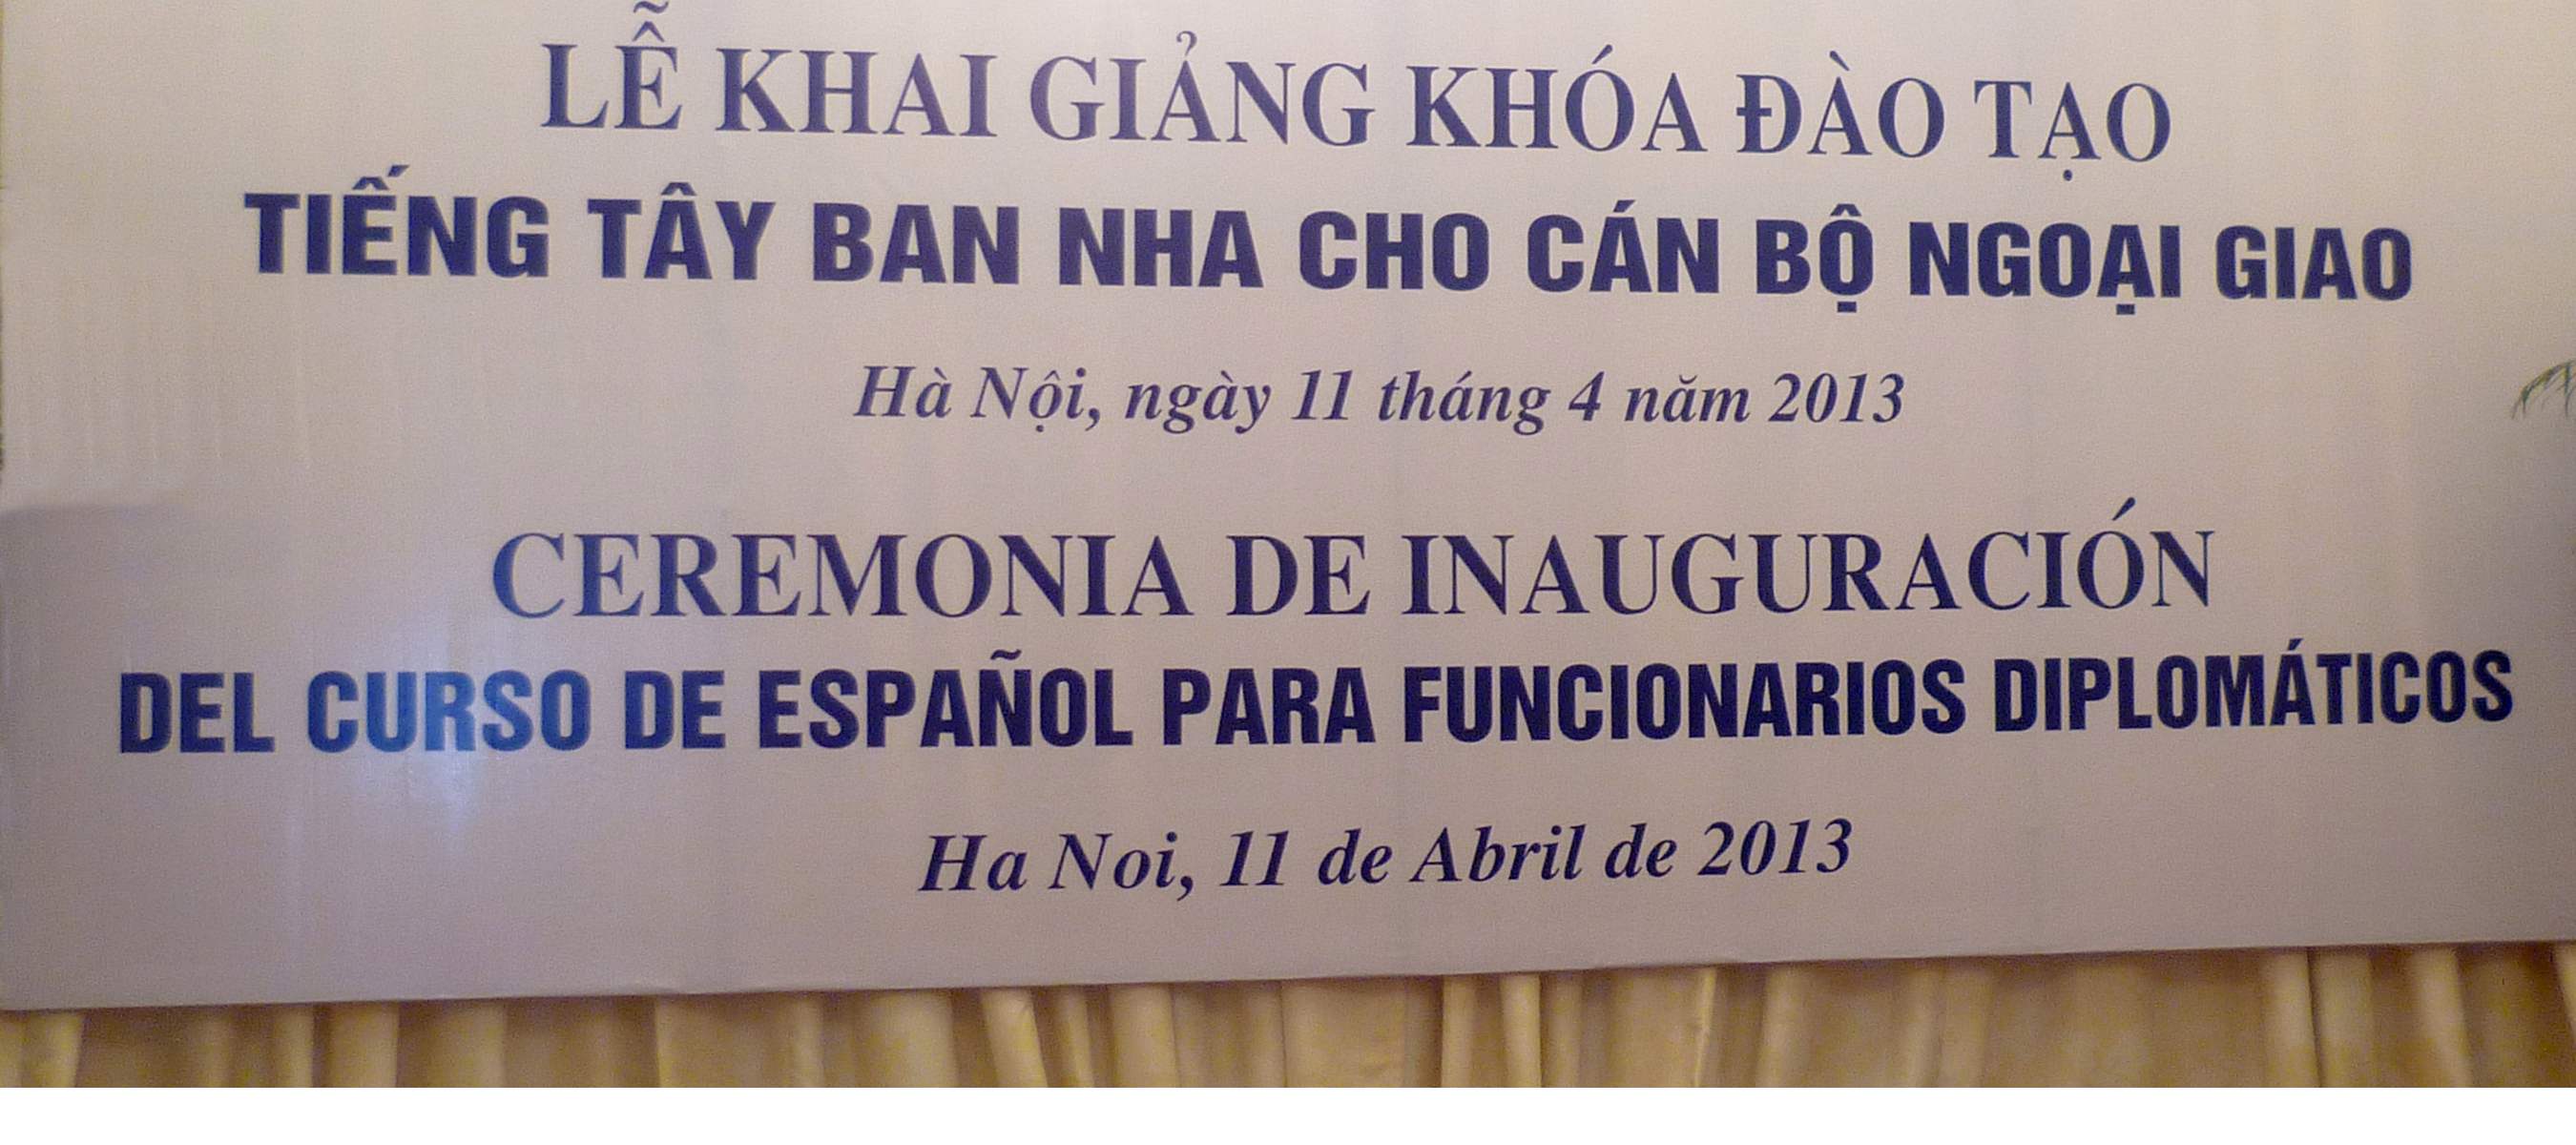 LỄ KHAI GIẢNG KHÓA ĐÀO TẠO
TIẾNG TÂY BAN NHA CHO CÁN BỘ NGOẠI GIAO
Hà Nội, ngày 11 tháng 4 năm 2013
CEREMONIA DE INAUGURACIÓN
DEL CURSO DE ESPAÑOL PARA FUNCIONARIOS DIPLOMÁTICOS
Ha Noi, 11 de Abril de 2013